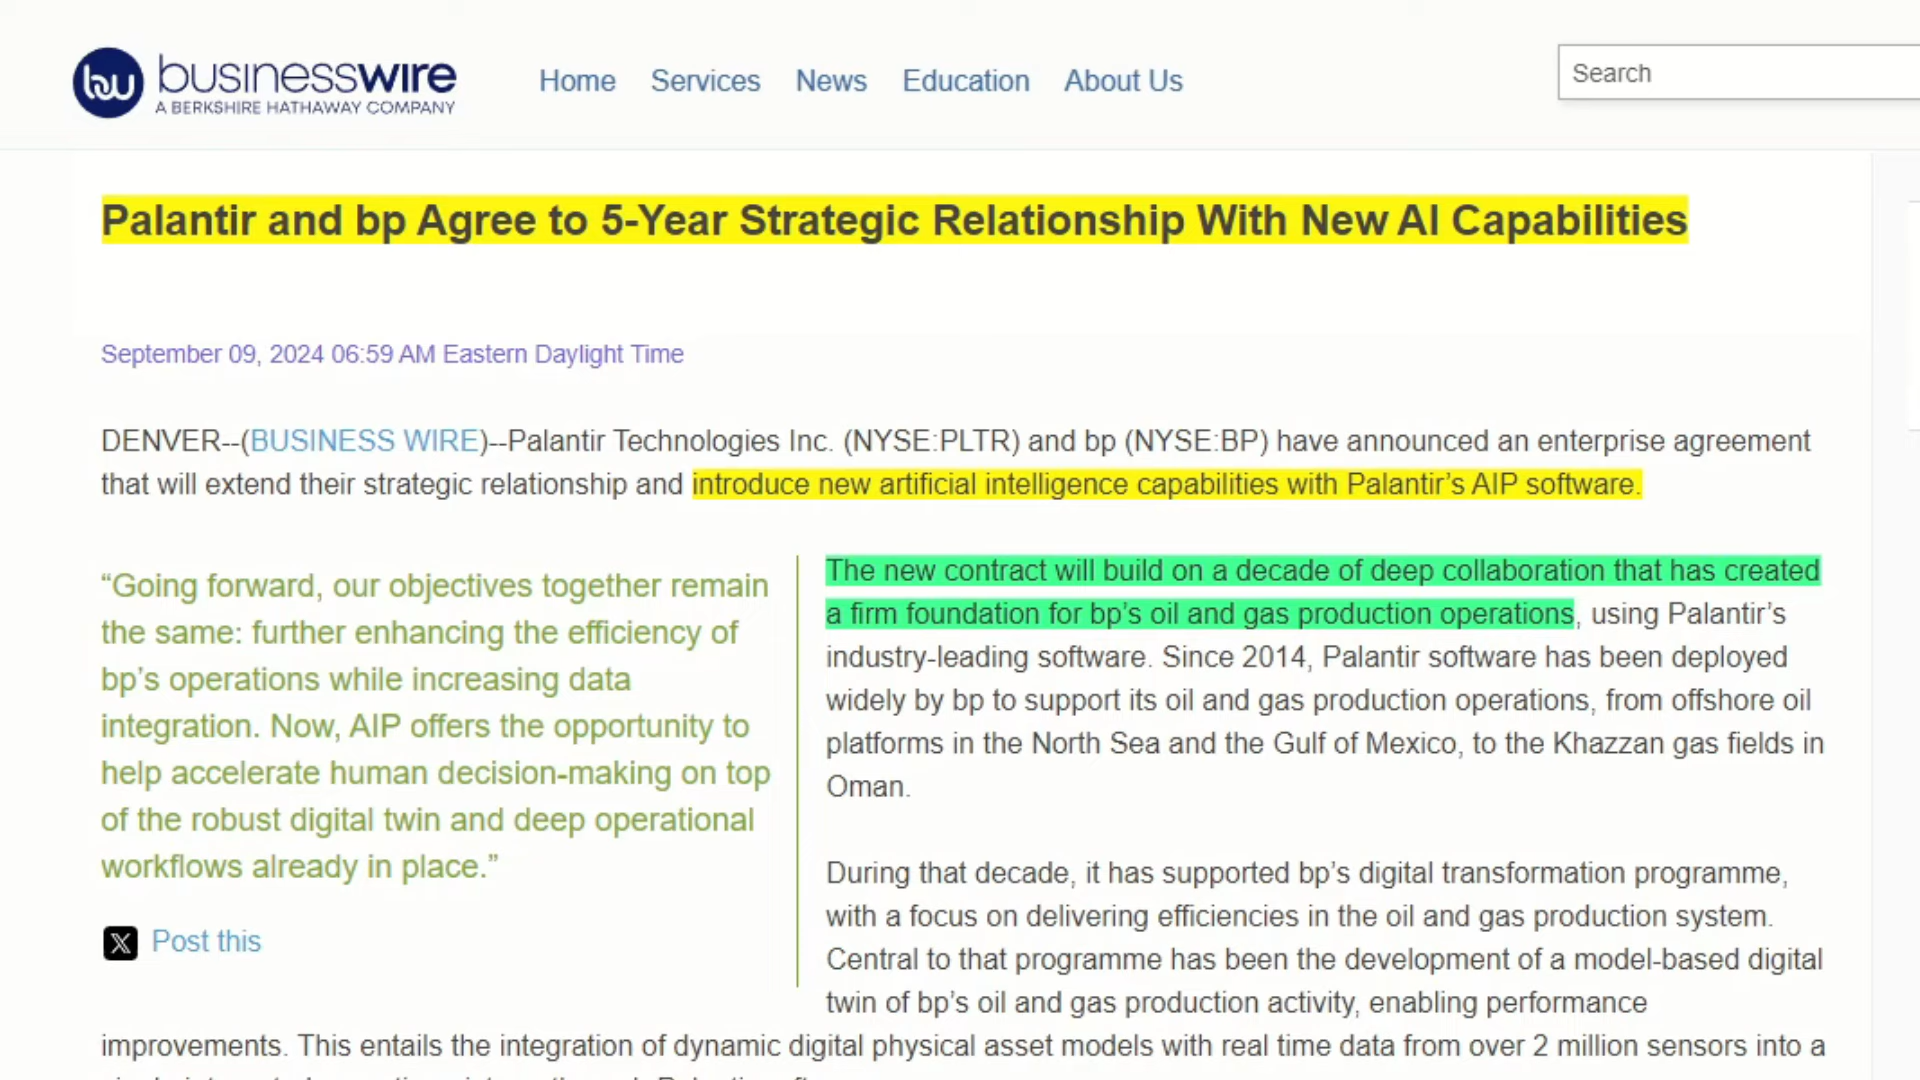 bw businesswire
A BERKSHIRE HATHAWAY COMPANY
Home Services News Education About Us
Search
Palantir and bp Agree to 5-Year Strategic Relationship With New AI Capabilities
September 09, 2024 06:59 AM Eastern Daylight Time
DENVER--(BUSINESS WIRE)--Palantir Technologies Inc. (NYSE:PLTR) and bp (NYSE:BP) have announced an enterprise agreement
that will extend their strategic relationship and introduce new artificial intelligence capabilities with Palantir’s AIP software.
“Going forward, our objectives together remain
the same: further enhancing the efficiency of
bp’s operations while increasing data
integration. Now, AIP offers the opportunity to
help accelerate human decision-making on top
of the robust digital twin and deep operational
workflows already in place.”
X Post this
The new contract will build on a decade of deep collaboration that has created
a firm foundation for bp’s oil and gas production operations, using Palantir’s
industry-leading software. Since 2014, Palantir software has been deployed
widely by bp to support its oil and gas production operations, from offshore oil
platforms in the North Sea and the Gulf of Mexico, to the Khazzan gas fields in
Oman.
During that decade, it has supported bp’s digital transformation programme,
with a focus on delivering efficiencies in the oil and gas production system.
Central to that programme has been the development of a model-based digital
twin of bp’s oil and gas production activity, enabling performance
improvements. This entails the integration of dynamic digital physical asset models with real time data from over 2 million sensors into a